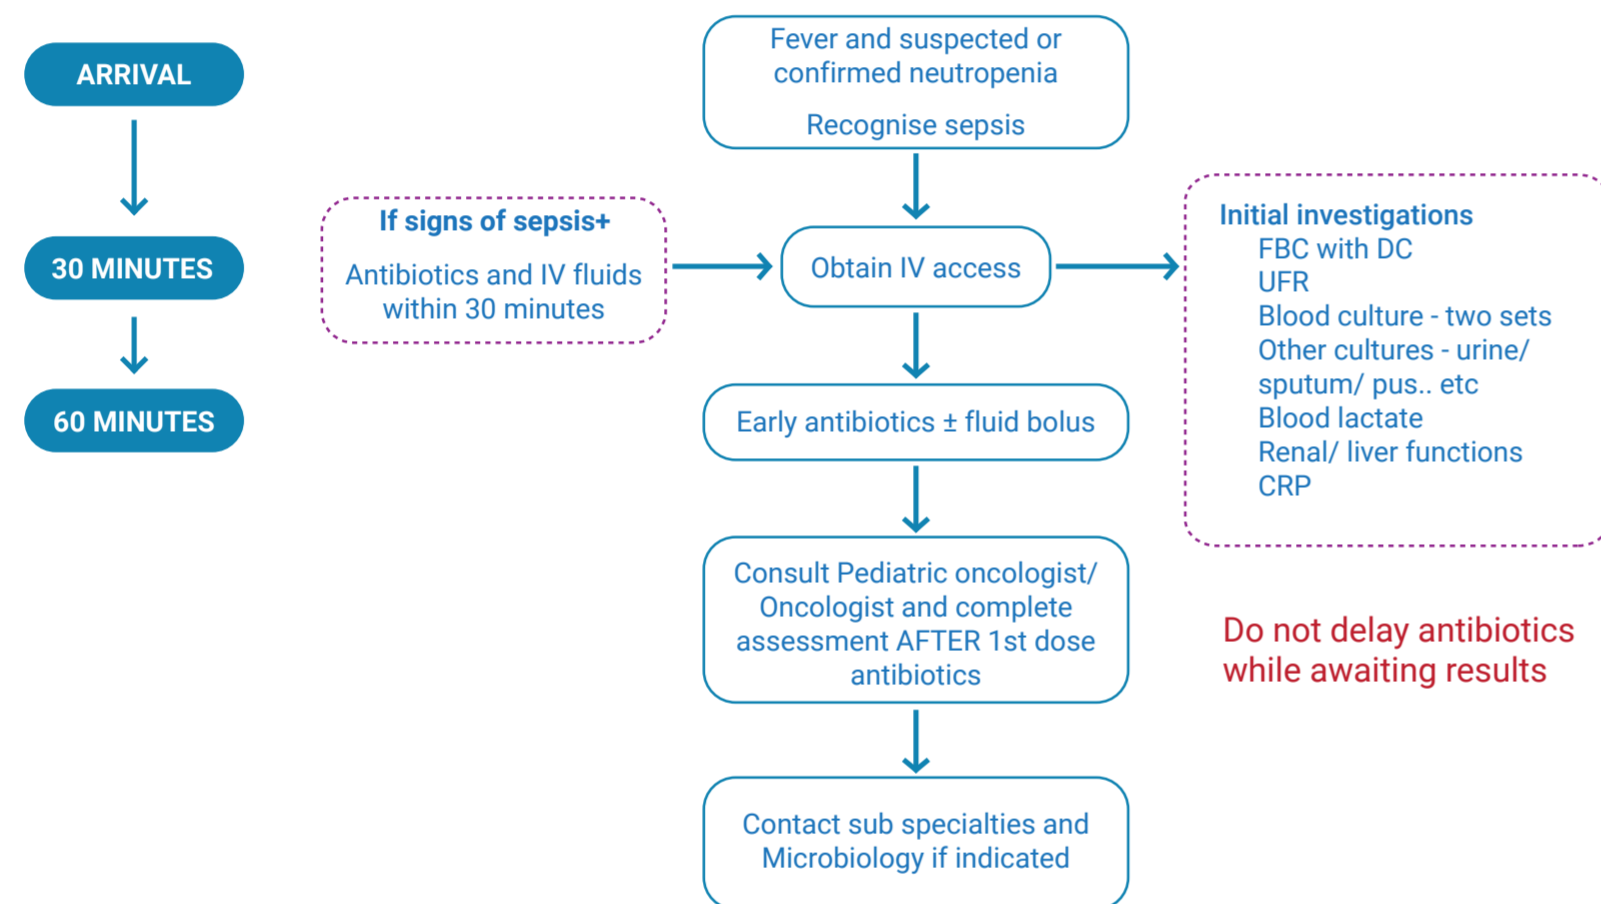 ARRIVAL
30 MINUTES
60 MINUTES
Fever and suspected or
confirmed neutropenia
Recognise sepsis
If signs of sepsis+
Antibiotics and IV fluids
within 30 minutes
Obtain IV access
Initial investigations
FBC with DC
UFR
Blood culture - two sets
Other cultures - urine/
sputum/ pus.. etc
Blood lactate
Renal/ liver functions
CRP
Early antibiotics ± fluid bolus
Consult Pediatric oncologist/
Oncologist and complete
assessment AFTER 1st dose
antibiotics
Do not delay antibiotics
while awaiting results
Contact sub specialties and
Microbiology if indicated